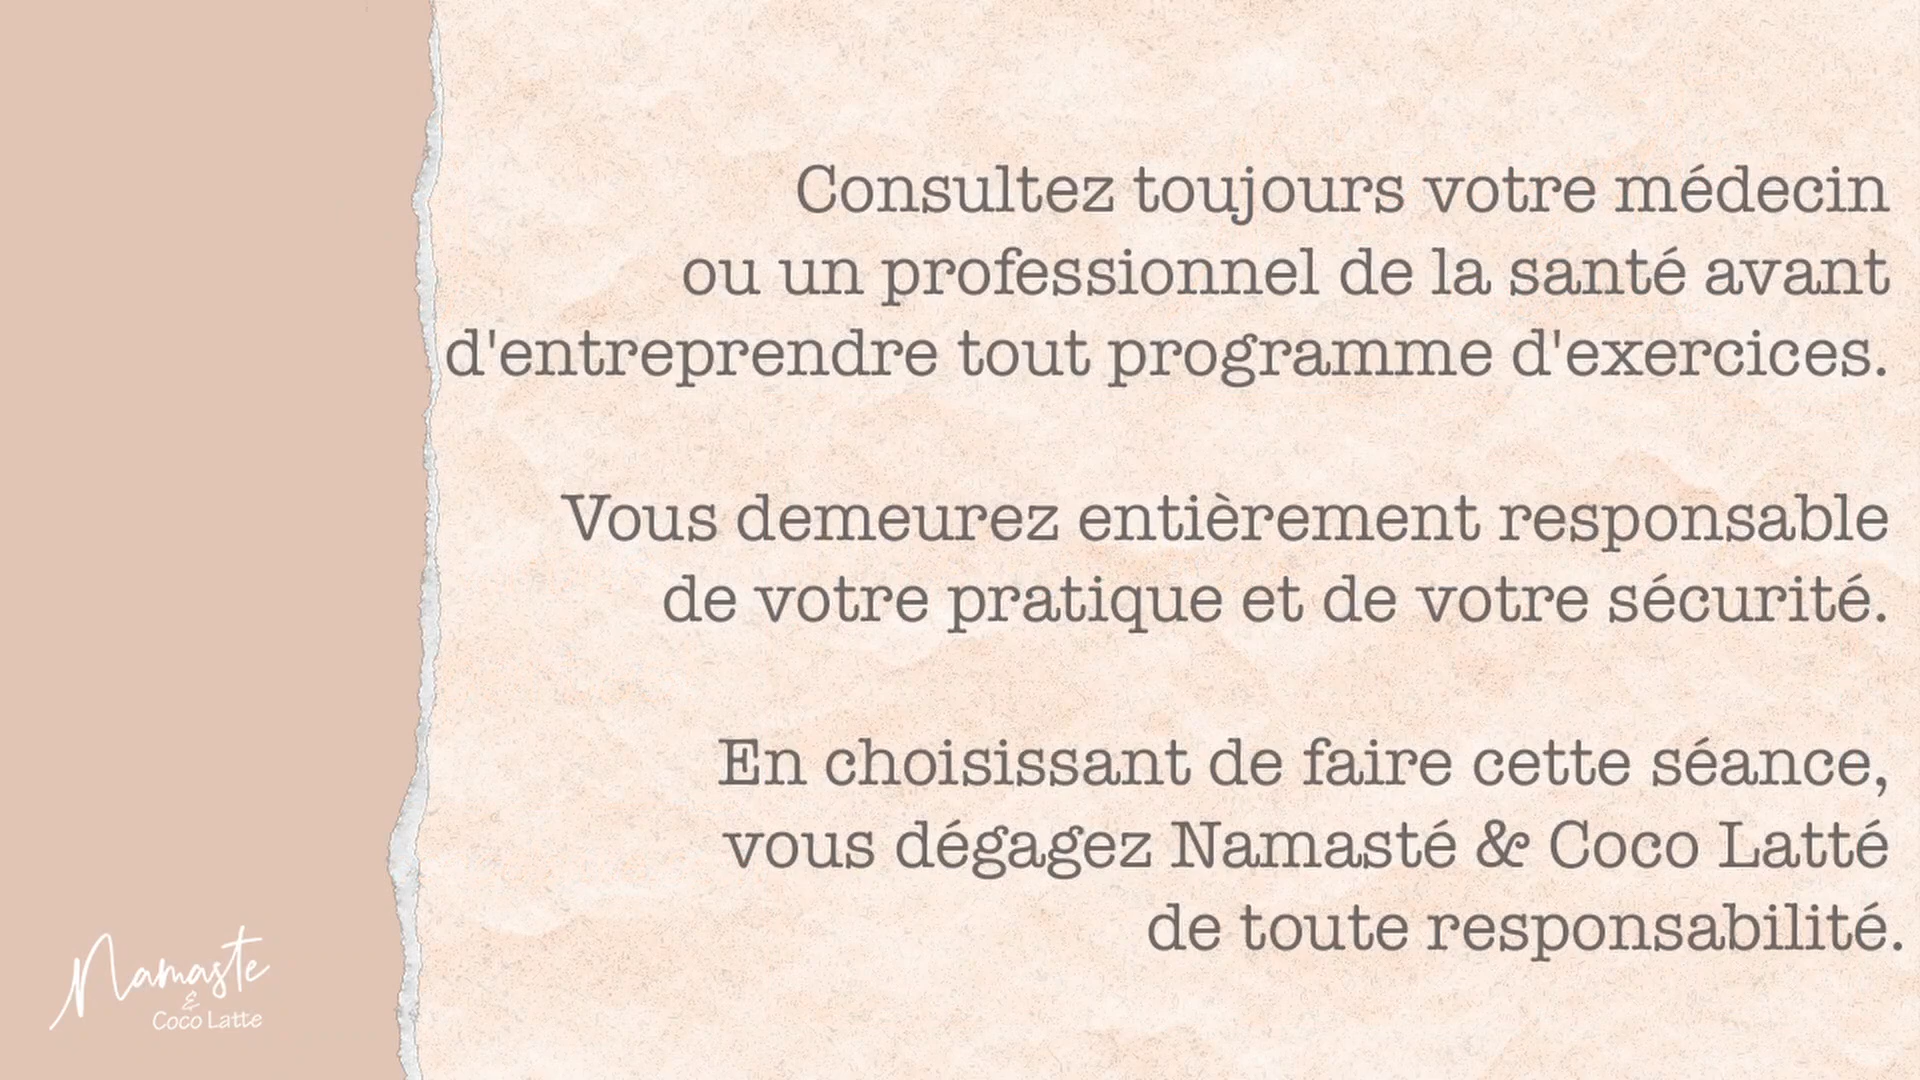 Consultez toujours votre médecin
ou un professionnel de la santé avant
d'entreprendre tout programme d'exercices.
Vous demeurez entièrement responsable
de votre pratique et de votre sécurité.
En choisissant de faire cette séance,
vous dégagez Namasté & Coco Latté
de toute responsabilité.
Namaste
&
Coco Latte